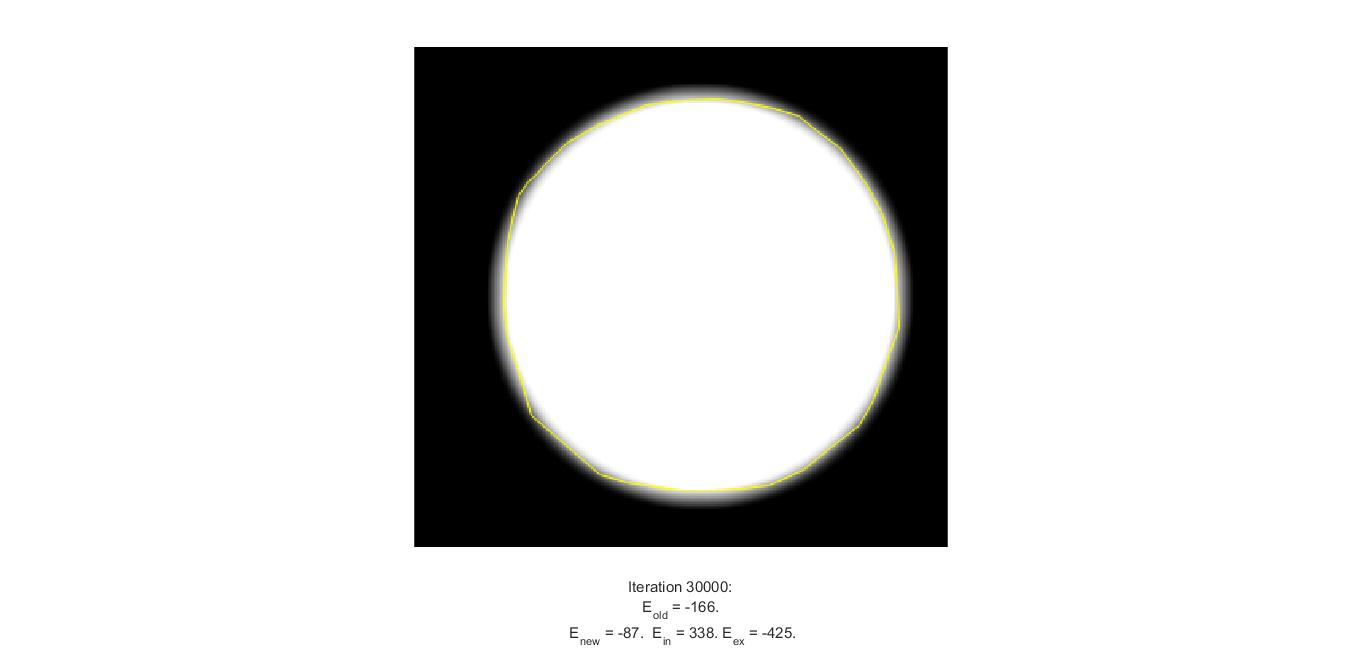 Iteration 30000:
E_old = -166.
E_new = -87. E_in = 338. E_ex = -425.